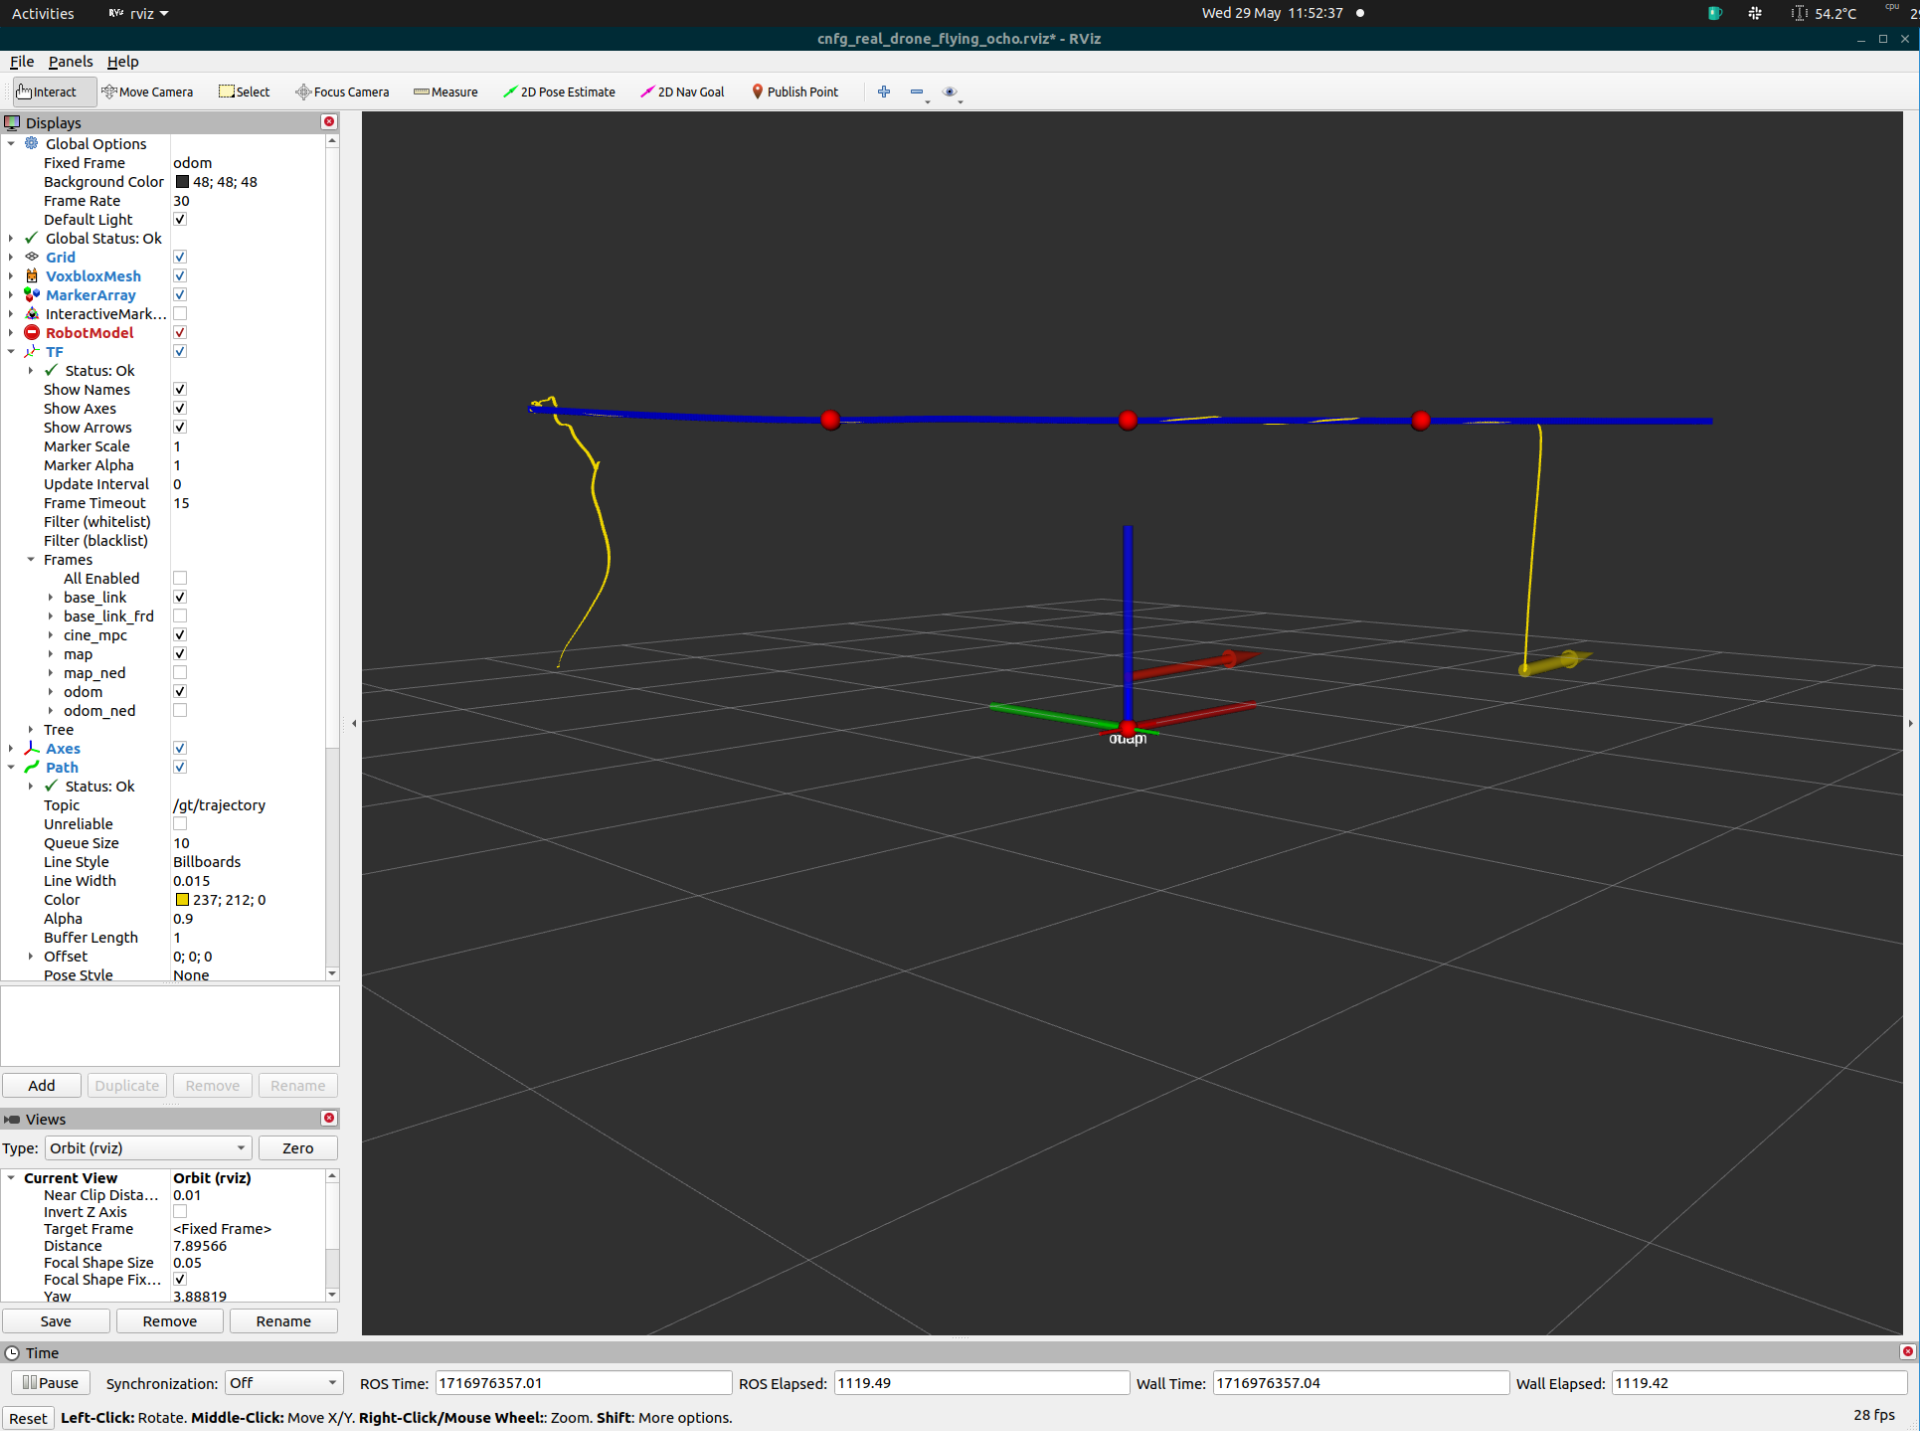 Activities rviz Wed 29 May 11:52:37 54.2°C cpu
cnfg_real_drone_flying_ocho.rviz* - RViz
File Panels Help
Interact Move Camera Select Focus Camera Measure 2D Pose Estimate 2D Nav Goal Publish Point
Displays
Global Options
Fixed Frame odom
Background Color 48; 48; 48
Frame Rate 30
Default Light
Global Status: Ok
Grid
VoxbloxMesh
MarkerArray
InteractiveMark...
RobotModel
TF
Status: Ok
Show Names
Show Axes
Show Arrows
Marker Scale 1
Marker Alpha 1
Update Interval 0
Frame Timeout 15
Filter (whitelist)
Filter (blacklist)
Frames
All Enabled
base_link
base_link_frd
cine_mpc
map
map_ned
odom
odom_ned
Tree
Axes
Path
Status: Ok
Topic /gt/trajectory
Unreliable
Queue Size 10
Line Style Billboards
Line Width 0.015
Color 237; 212; 0
Alpha 0.9
Buffer Length 1
Offset 0; 0; 0
Pose Style None
Add Duplicate Remove Rename
Views
Type: Orbit (rviz) Zero
Current View Orbit (rviz)
Near Clip Dista... 0.01
Invert Z Axis
Target Frame <Fixed Frame>
Distance 7.89566
Focal Shape Size 0.05
Focal Shape Fix...
Yaw 3.88819
Save Remove Rename
Time
Pause Synchronization: Off ROS Time: 1716976357.01 ROS Elapsed: 1119.49 Wall Time: 1716976357.04 Wall Elapsed: 1119.42
Reset Left-Click: Rotate. Middle-Click: Move X/Y. Right-Click/Mouse Wheel:: Zoom. Shift: More options. 28 fps